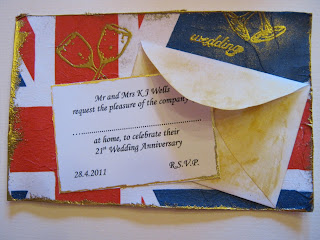 wedding
Mr and Mrs K J Wells
request the pleasure of the company
at home, to celebrate their
21st Wedding Anniversary
28.4.2011 R.S.V.P.